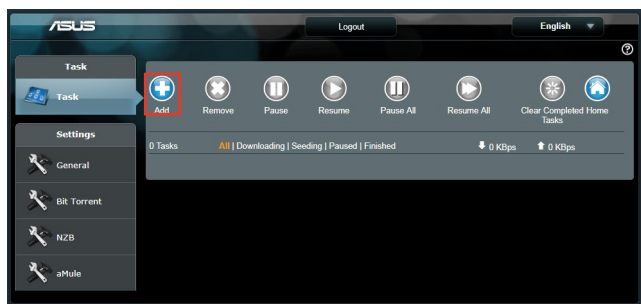 ASUS
Logout
English
Task
Task
Settings
General
Bit Torrent
NZB
aMule
Add
Remove
Pause
Resume
Pause All
Resume All
Clear Completed Tasks
Home
0 Tasks
All | Downloading | Seeding | Paused | Finished
0 KBps
0 KBps